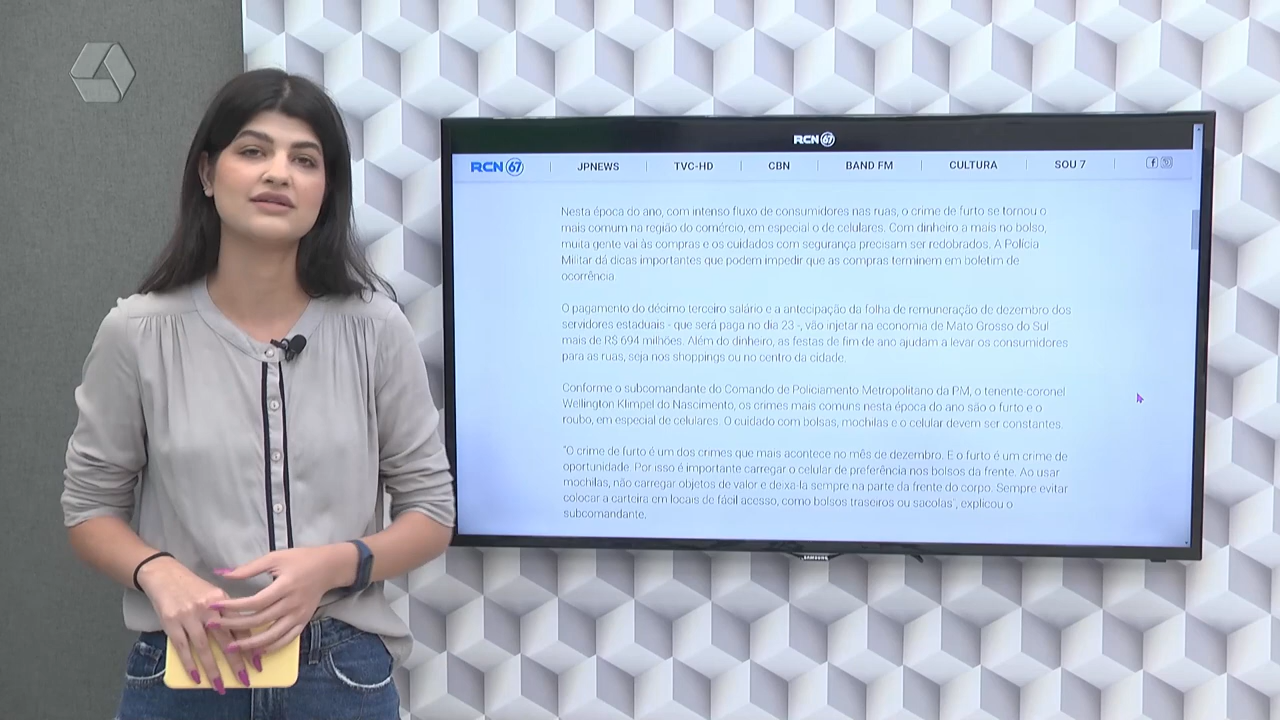 RCN 67
RCN 67
JPNEWS
TVC-HD
CBN
BAND FM
CULTURA
SOU 7
Nesta época do ano, com intenso fluxo de consumidores nas ruas, o crime de furto se tornou o
mais comum na região do comércio, em especial o de celulares. Com dinheiro a mais no bolso,
muita gente vai às compras e os cuidados com segurança precisam ser redobrados. A Polícia
Militar dá dicas importantes que podem impedir que as compras terminem em boletim de
ocorrência.
O pagamento do décimo terceiro salário e a antecipação da folha de remuneração de dezembro dos
servidores estaduais - que será paga no dia 23 -, vão injetar na economia de Mato Grosso do Sul
mais de R$ 694 milhões. Além do dinheiro, as festas de fim de ano ajudam a levar os consumidores
para as ruas, seja nos shoppings ou no centro da cidade.
Conforme o subcomandante do Comando de Policiamento Metropolitano da PM, o tenente-coronel
Wellington Klimpel do Nascimento, os crimes mais comuns nesta época do ano são o furto e o
roubo, em especial de celulares. O cuidado com bolsas, mochilas e o celular devem ser constantes.
"O crime de furto é um dos crimes que mais acontece no mês de dezembro. E o furto é um crime de
oportunidade. Por isso é importante carregar o celular de preferência nos bolsos da frente. Ao usar
mochilas, não carregar objetos de valor e deixa-la sempre na parte da frente do corpo. Sempre evitar
colocar a carteira em locais de fácil acesso, como bolsos traseiros ou sacolas", explicou o
subcomandante.
SAMSUNG